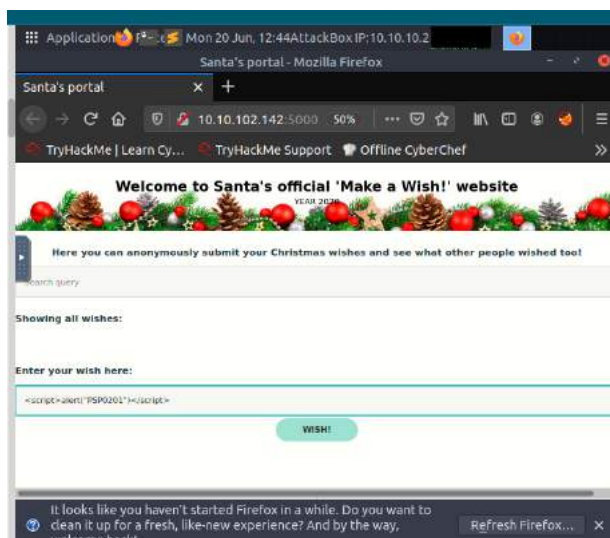 Application Mon 20 Jun, 12:44AttackBox IP:10.10.10.2
Santa's portal - Mozilla Firefox
Santa's portal
10.10.102.142:5000 50%
TryHackMe | Learn Cy... TryHackMe Support Offline CyberChef
Welcome to Santa's official 'Make a Wish!' website
YEAR 2020
Here you can anonymously submit your Christmas wishes and see what other people wished too!
Search query
Showing all wishes:
Enter your wish here:
<script>alert("PSP0201")</script>
WISH!
It looks like you haven't started Firefox in a while. Do you want to
clean it up for a fresh, like-new experience? And by the way,
Refresh Firefox...